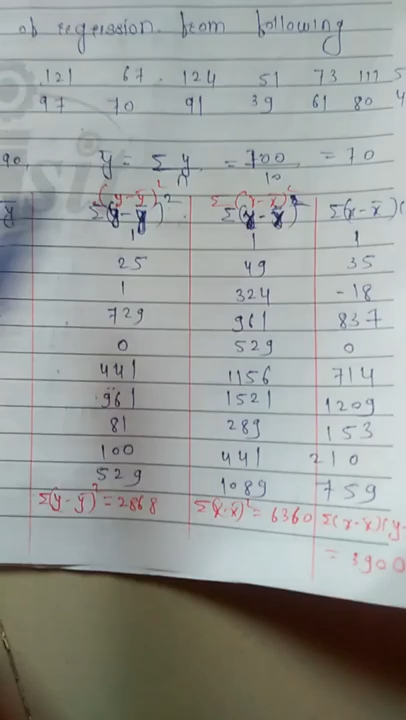 of regression from following
121 67 124 51 73 111 5
97 70 91 39 61 80 4
90, ȳ = Σy/n = 700/10 = 70
ȳ Σ(y-ȳ)² Σ(x-x̄)² Σ(x-x̄)(
1 1 1
25 49 35
1 324 -18
729 961 837
0 529 0
441 1156 714
961 1521 1209
81 289 153
100 441 210
529 1089 759
Σ(y-ȳ)² = 2868 Σ(x-x̄)² = 6360 Σ(x-x̄)(y-
= 3900